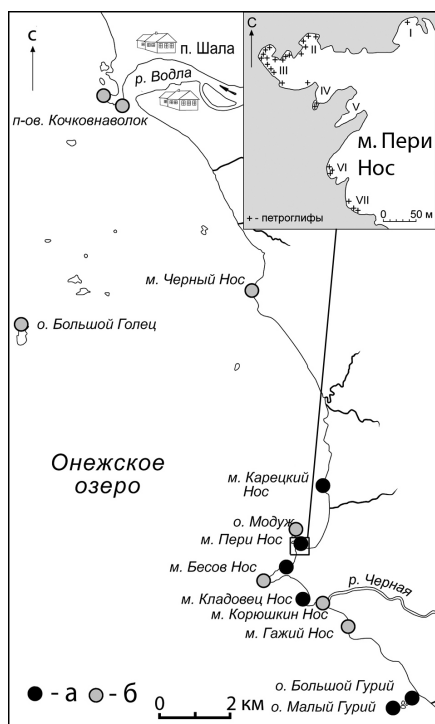 С
п. Шала
р. Водла
п-ов. Кочковнаволок
С
I
II
III
IV
V
м. Пери
Нос
VI
VII
+ - петроглифы
0 50 м
м. Черный Нос
о. Большой Голец
Онежское
озеро
м. Карецкий
Нос
о. Модуж
м. Пери Нос
м. Бесов Нос
р. Черная
м. Кладовец Нос
м. Корюшкин Нос
м. Гажий Нос
о. Большой Гурий
о. Малый Гурий
- а - б
0 2
км